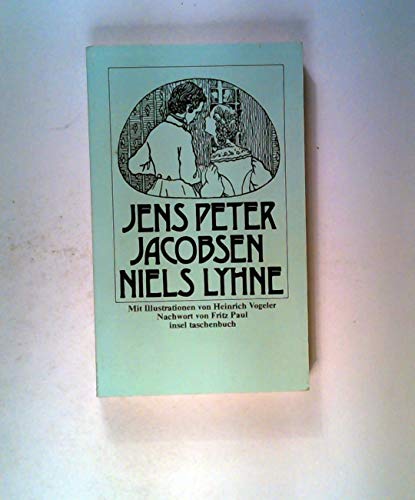 JENS PETER
JACOBSEN
NIELS LYHNE
Mit Illustrationen von Heinrich Vogeler
Nachwort von Fritz Paul
insel taschenbuch